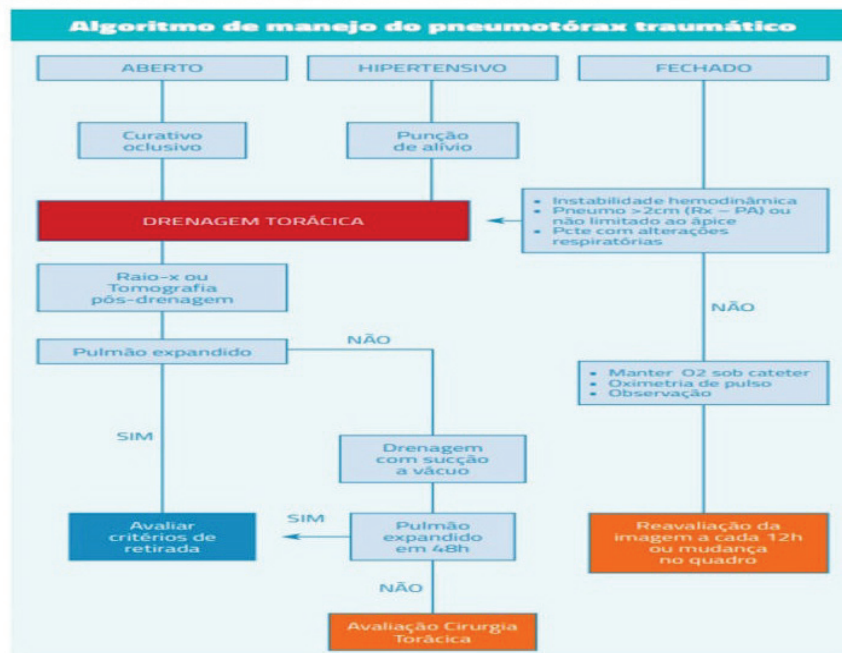 Algoritmo de manejo do pneumotórax traumático
ABERTO
HIPERTENSIVO
FECHADO
Curativo
oclusivo
Punção
de alívio
DRENAGEM TORÁCICA
• Instabilidade hemodinâmica
• Pneumo >2cm (Rx – PA) ou
não limitado ao ápice
• Pcte com alterações
respiratórias
Raio-x ou
Tomografia
pós-drenagem
NÃO
Pulmão expandido
NÃO
• Manter O2 sob cateter
• Oximetria de pulso
• Observação
SIM
Drenagem
com sucção
a vácuo
Avaliar
critérios de
retirada
SIM
Pulmão
expandido
em 48h
Reavaliação da
imagem a cada 12h
ou mudança
no quadro
NÃO
Avaliação Cirurgia
Torácica